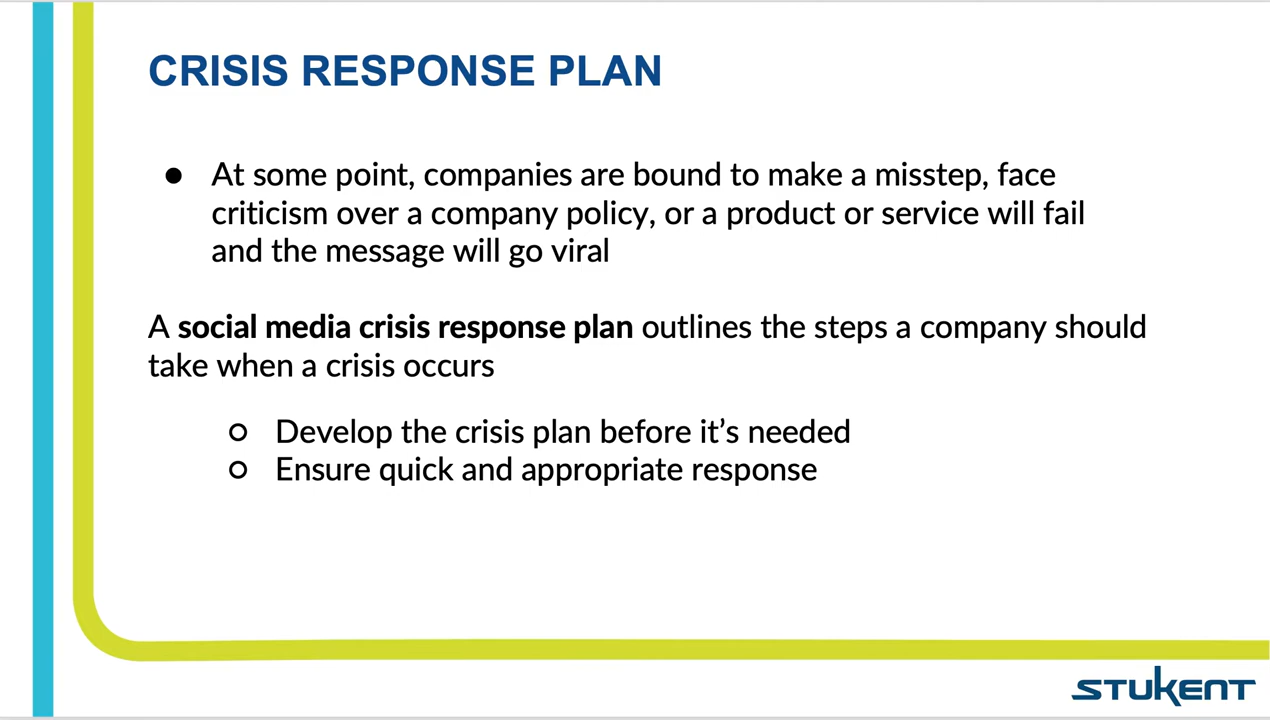 CRISIS RESPONSE PLAN
● At some point, companies are bound to make a misstep, face
criticism over a company policy, or a product or service will fail
and the message will go viral
A social media crisis response plan outlines the steps a company should
take when a crisis occurs
○ Develop the crisis plan before it’s needed
○ Ensure quick and appropriate response
STUKENT